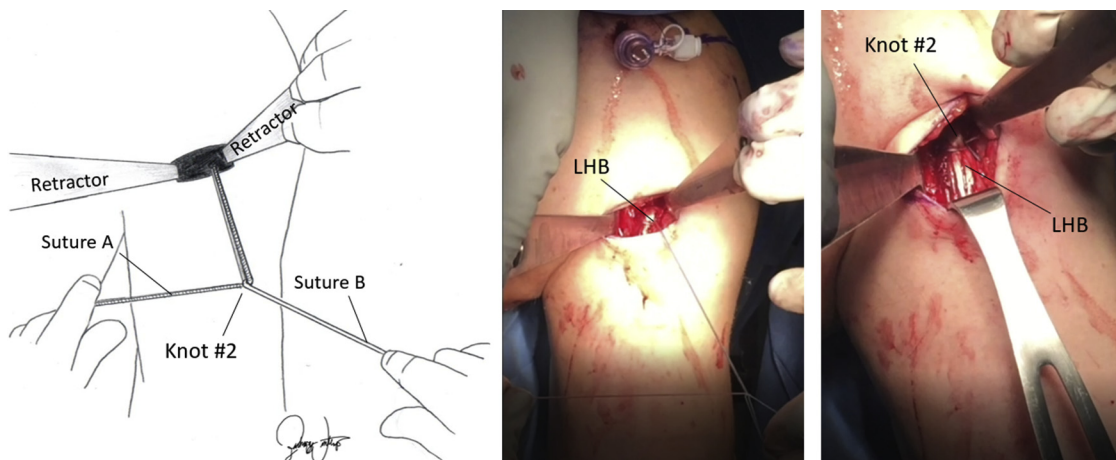 Retractor
Retractor
Suture A
Suture B
Knot #2
LHB
Knot #2
LHB